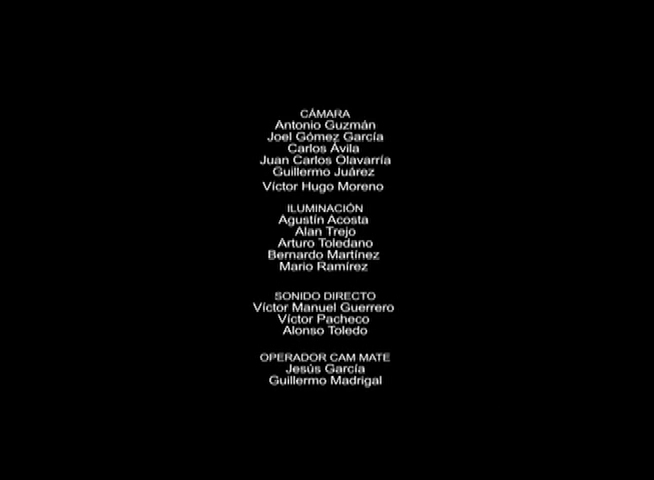 CÁMARA
Antonio Guzmán
Joel Gómez García
Carlos Ávila
Juan Carlos Olavarría
Guillermo Juárez
Víctor Hugo Moreno
ILUMINACIÓN
Agustín Acosta
Alan Trejo
Arturo Toledano
Bernardo Martínez
Mario Ramírez
SONIDO DIRECTO
Víctor Manuel Guerrero
Víctor Pacheco
Alonso Toledo
OPERADOR CAM MATE
Jesús García
Guillermo Madrigal